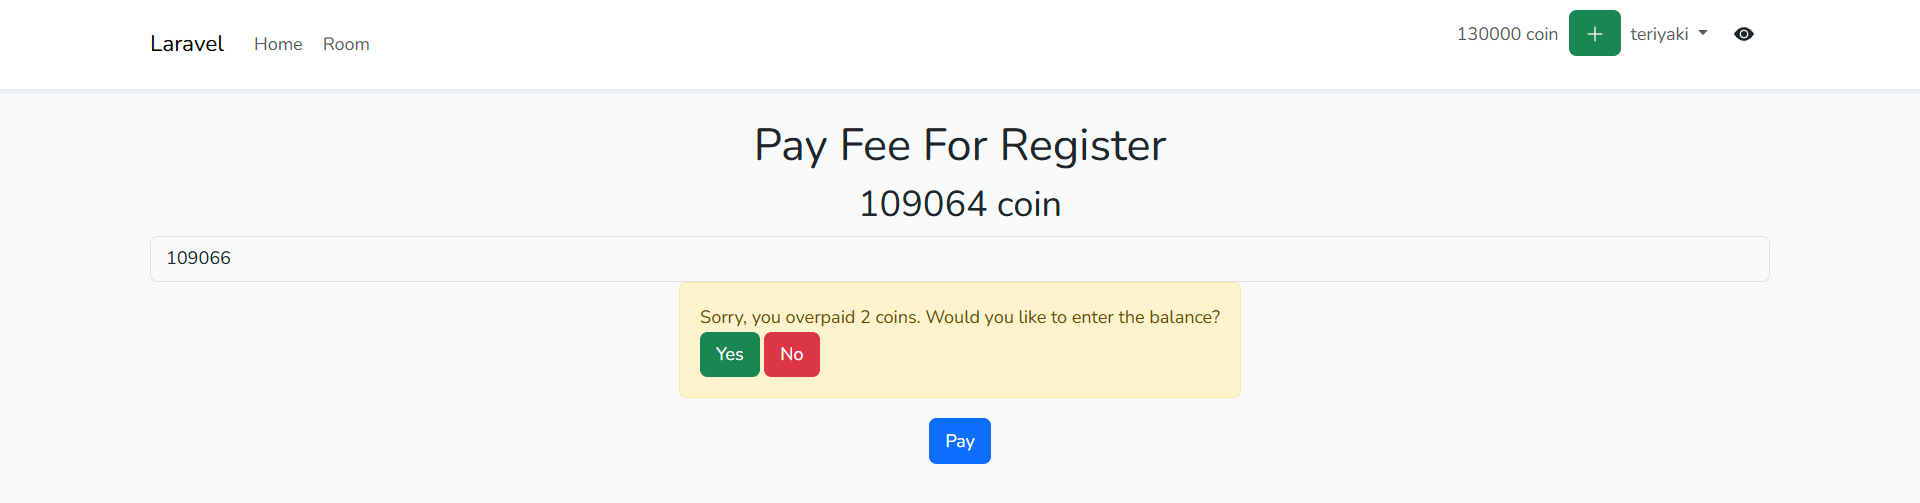 Laravel Home Room 130000 coin + teriyaki
Pay Fee For Register
109064 coin
109066
Sorry, you overpaid 2 coins. Would you like to enter the balance?
Yes No
Pay